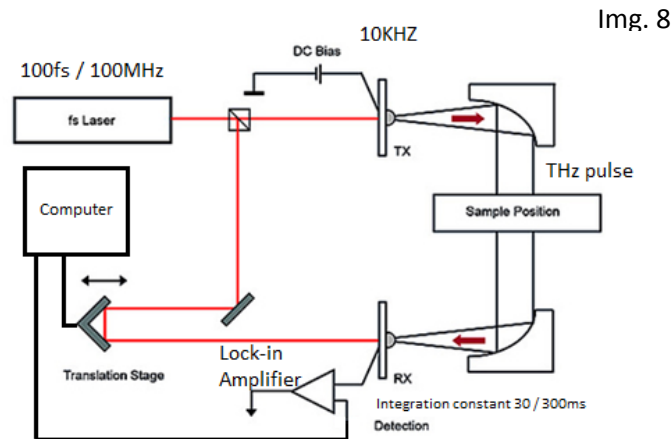 Img. 8
10KHZ
DC Bias
100fs / 100MHz
fs Laser
TX
THz pulse
Computer
Sample Position
Lock-in
Amplifier
Translation Stage
RX
Integration constant 30 / 300ms
Detection